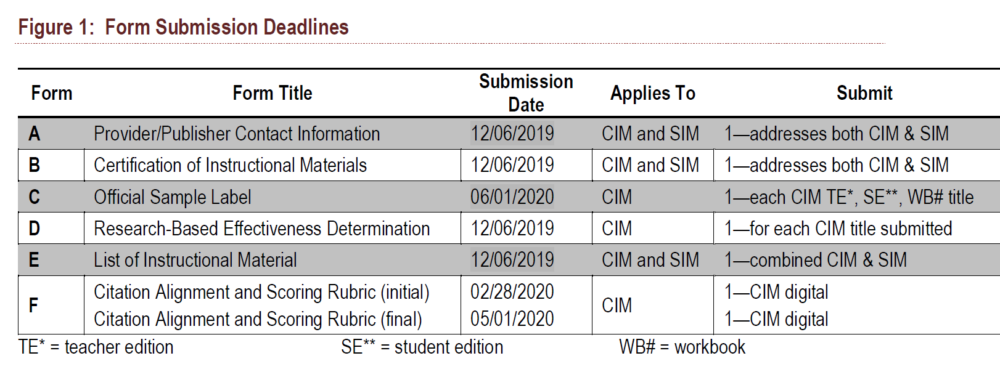 Figure 1:  Form Submission Deadlines
Form Form Title Submission Date Applies To Submit
A Provider/Publisher Contact Information 12/06/2019 CIM and SIM 1—addresses both CIM & SIM
B Certification of Instructional Materials 12/06/2019 CIM and SIM 1—addresses both CIM & SIM
C Official Sample Label 06/01/2020 CIM 1—each CIM TE*, SE**, WB# title
D Research-Based Effectiveness Determination 12/06/2019 CIM 1—for each CIM title submitted
E List of Instructional Material 12/06/2019 CIM and SIM 1—combined CIM & SIM
F Citation Alignment and Scoring Rubric (initial) 02/28/2020 CIM 1—CIM digital
Citation Alignment and Scoring Rubric (final) 05/01/2020 1—CIM digital
TE* = teacher edition SE** = student edition WB# = workbook